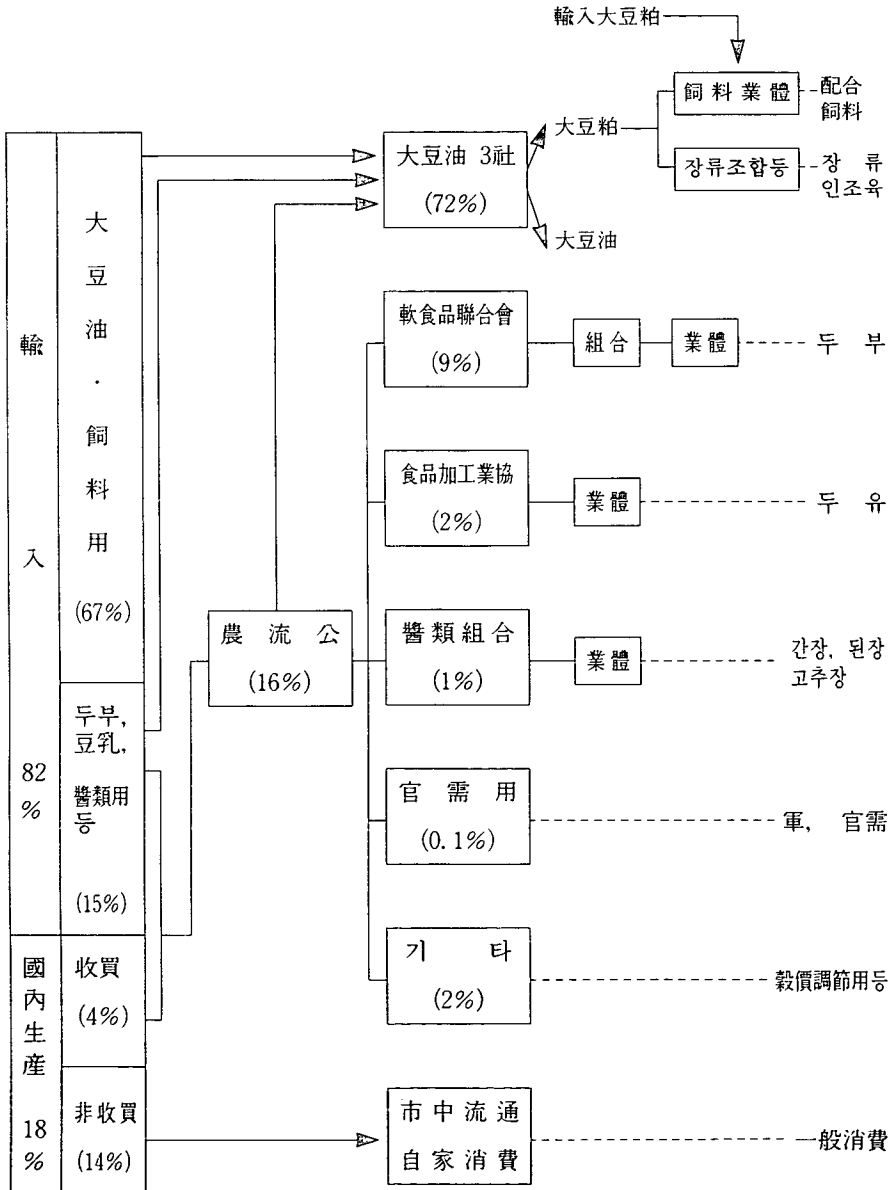 輸入大豆粕
飼料業體
配合
飼料
大豆粕
장류조합등
장 류
인조육
大豆油 3社
(72%)
大豆油
輸入
82
%
大豆油·飼料用
(67%)
두부,
豆乳,
醬類用
등
(15%)
國內生産
18
%
收買
(4%)
非收買
(14%)
農流公
(16%)
軟食品聯合會
(9%)
組合
業體
두 부
食品加工業協
(2%)
業體
두 유
醬類組合
(1%)
業體
간장, 된장
고추장
官需用
(0.1%)
軍, 官需
기 타
(2%)
穀價調節用등
市中流通
自家消費
一般消費